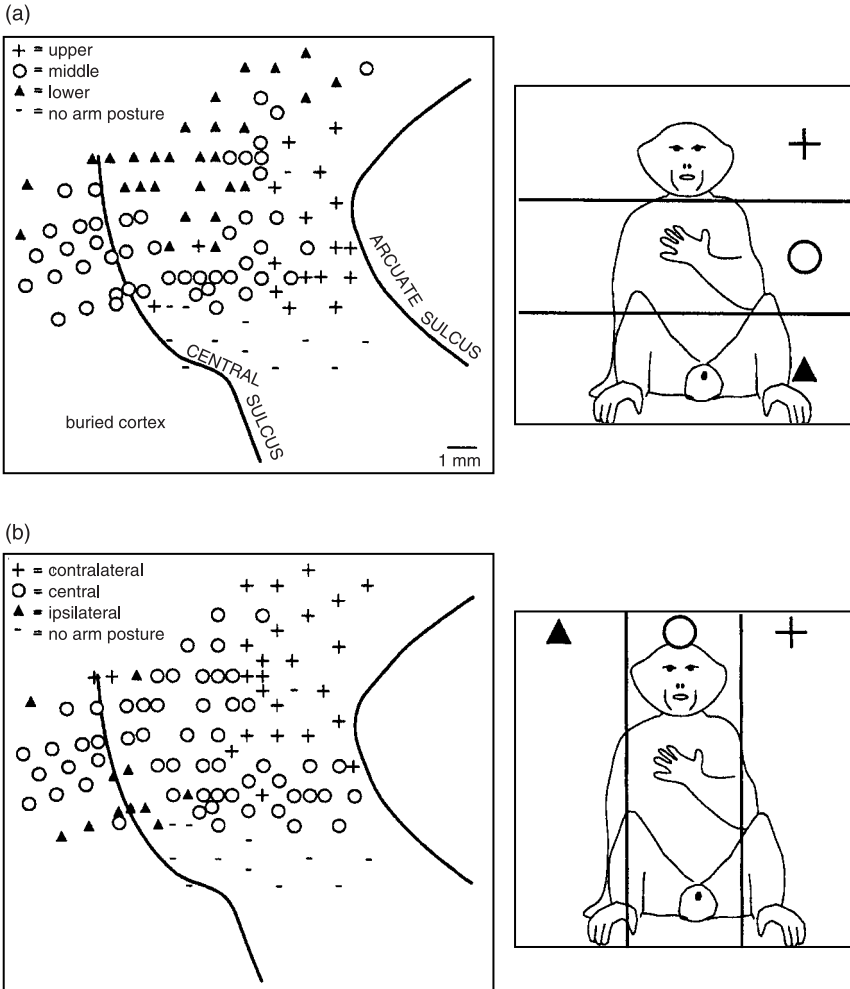 (a)
+ = upper
○ = middle
▲ = lower
- = no arm posture
ARCUATE SULCUS
CENTRAL
SULCUS
buried cortex
1 mm
(b)
+ = contralateral
○ = central
▲ = ipsilateral
- = no arm posture